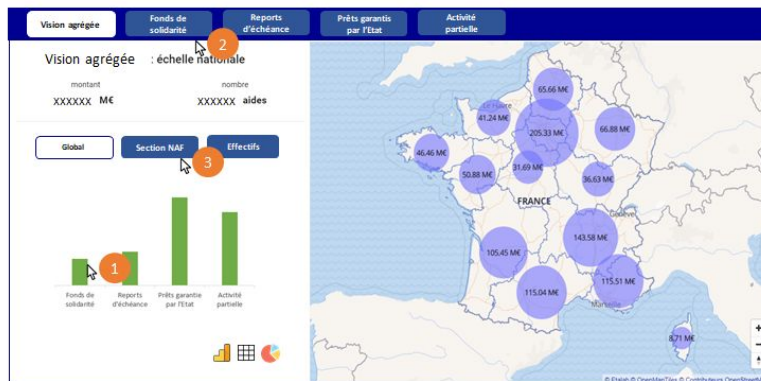 Vision agrégée
Fonds de
solidarité
Reports
d'échéance
Prêts garantis
par l'Etat
Activité
partielle
2
Vision agrégée : échelle nationale
montant
nombre
XXXXXX M€
XXXXXX aides
Global
Section NAF
Effectifs
3
1
Fonds de
solidarité
Reports
d'échéance
Prêts garantie
par l'Etat
Activité
partielle
65.66 M€
Le Havre
41.24 M€
205.33 M€
66.88 M€
46.46 M€
50.88 M€
31.69 M€
36.63 M€
FRANCE
Genève
143.58 M€
105.45 M€
115.04 M€
115.51 M€
Marseille
8.71 M€
+
−
© Etalab © OpenMapTiles © Contributeurs OpenStreetM